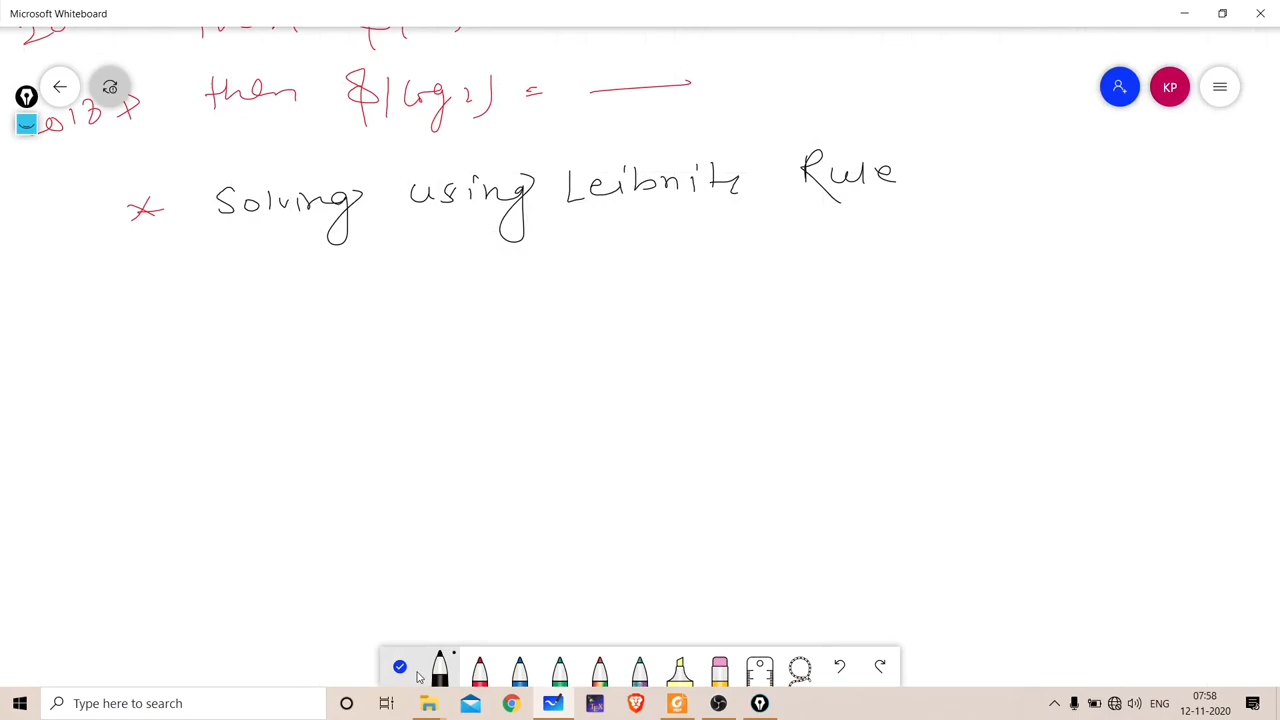 Microsoft Whiteboard
then f(log 2) =
KP
* Solving using Leibnitz Rule
Type here to search
ENG
07:58
12-11-2020